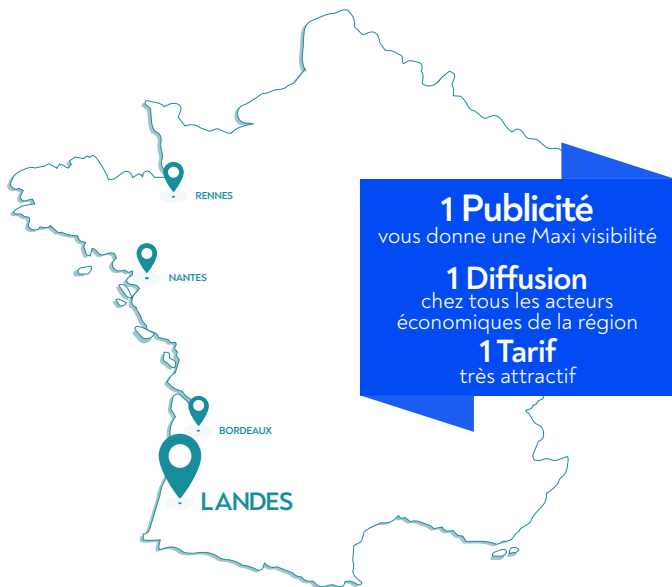 RENNES
1 Publicité
vous donne une Maxi visibilité
NANTES
1 Diffusion
chez tous les acteurs
économiques de la région
1 Tarif
très attractif
BORDEAUX
LANDES